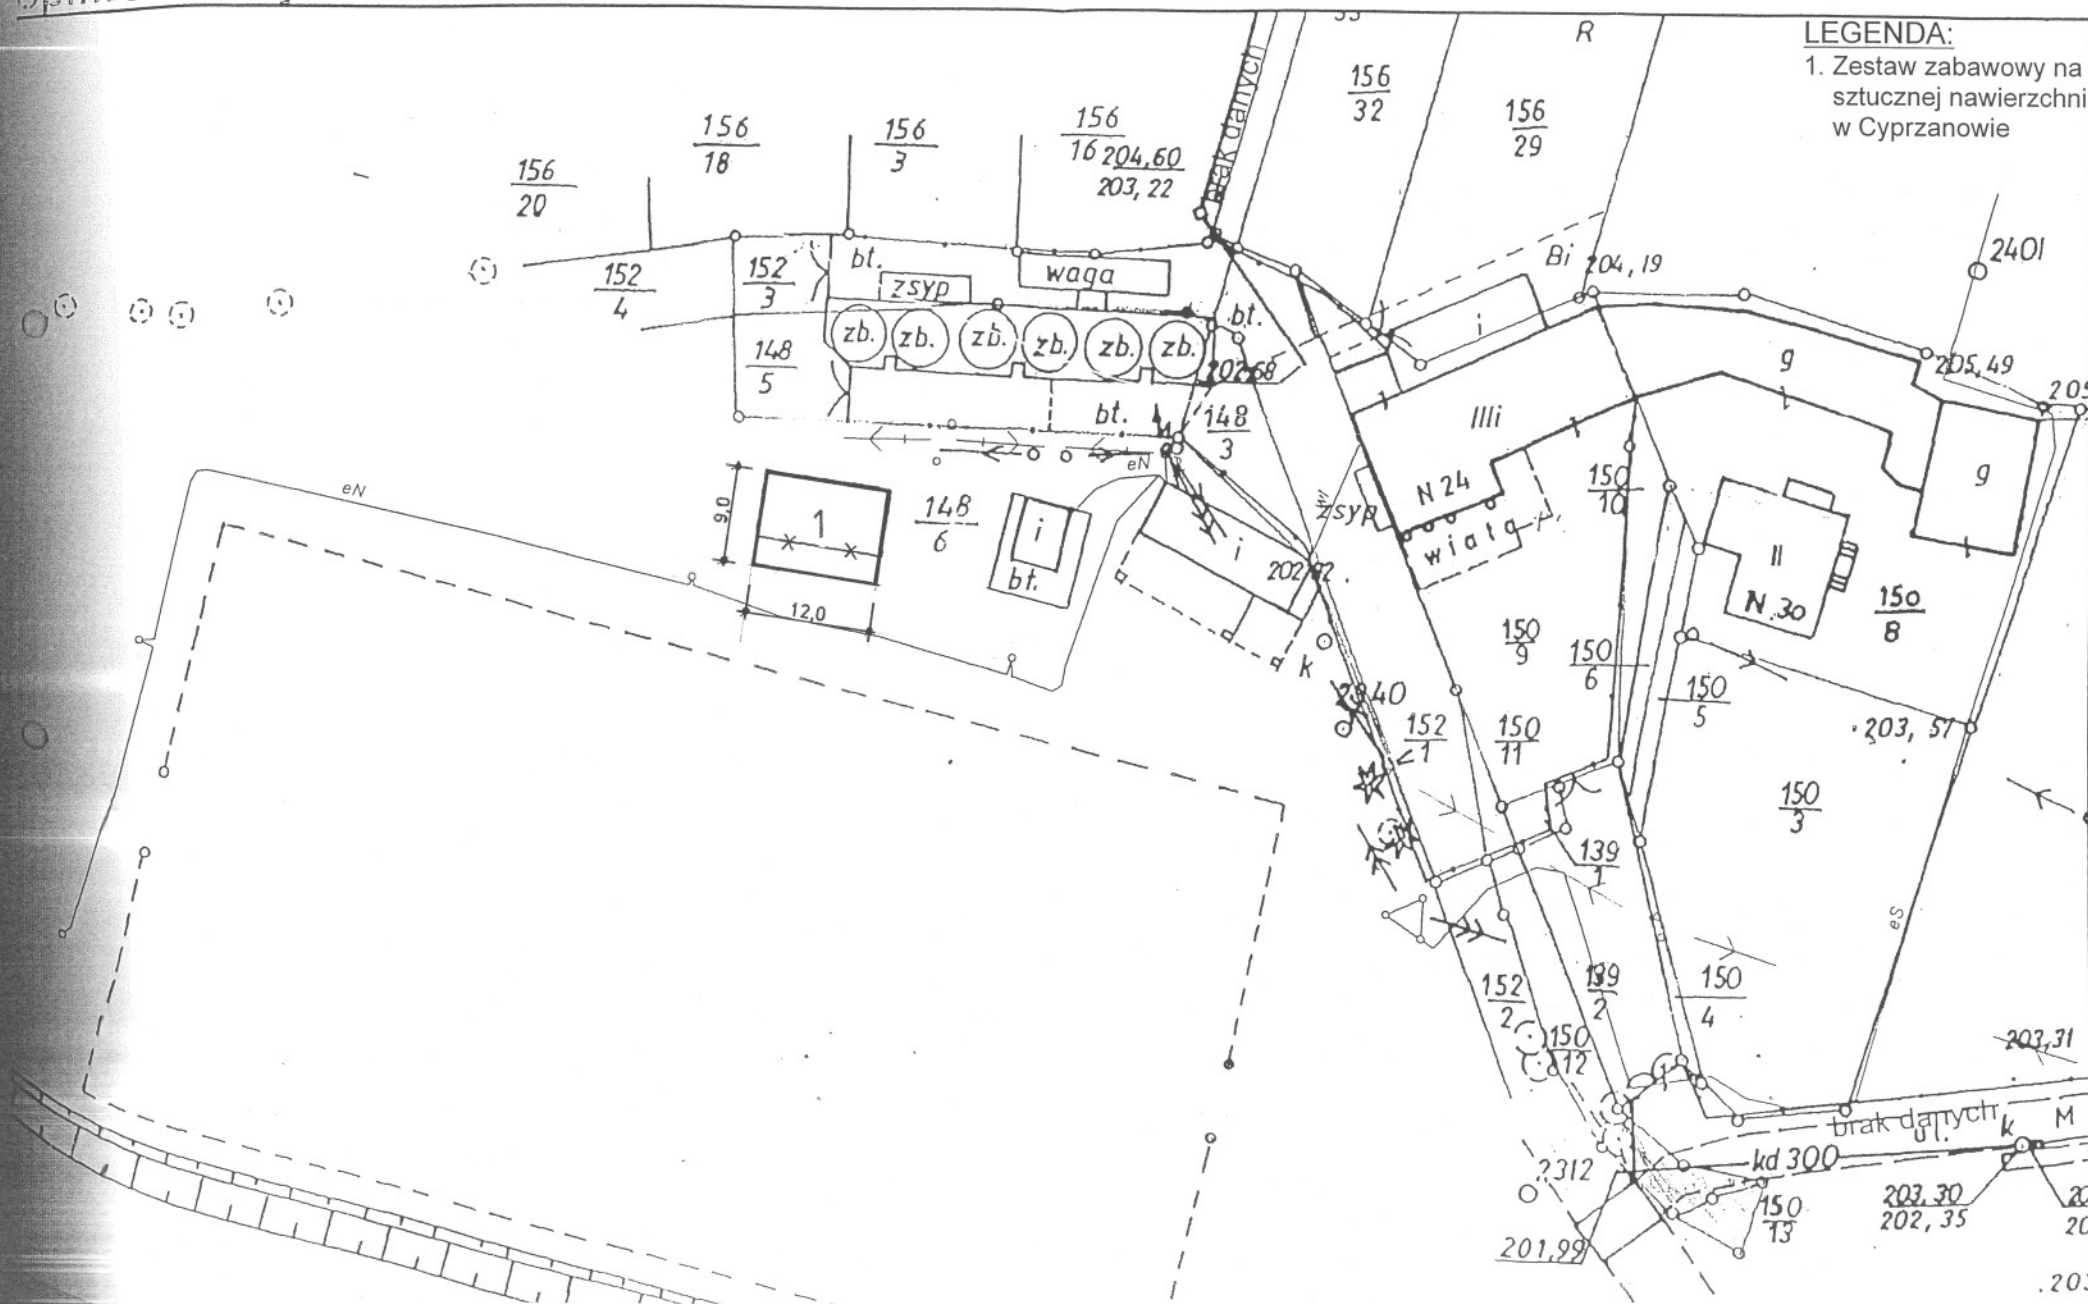 LEGENDA:
1. Zestaw zabawowy na
sztucznej nawierzchni
w Cyprzanowie
R
156
32
156
29
156
20
156
18
156
3
156
16
204,60
203,22
brak danych
2401
Bi
204,19
152
4
152
3
bt.
zsyp
waga
zb.
zb.
zb.
zb.
zb.
zb.
bt.
202,68
148
5
bt.
148
3
i
g
205,49
g
IIIi
N 24
zsyp
wiata
150
10
II
N 30
150
8
eN
eN
9,0
1
12,0
148
6
i
bt.
i
k
150
9
150
6
150
5
203,57
152
1
150
11
150
3
139
1
es
152
2
139
2
150
4
150
12
203,31
brak danych
ul.
k
M
kd 300
150
13
203,30
202,35
201,99